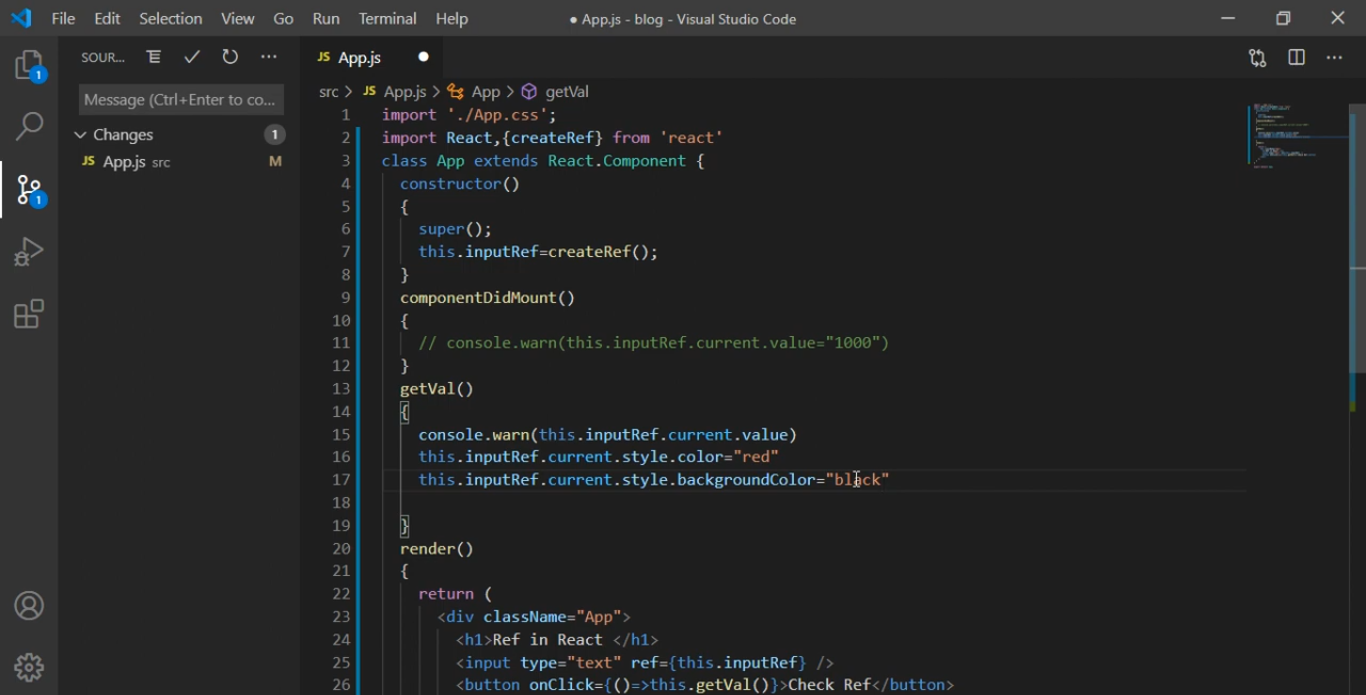 File Edit Selection View Go Run Terminal Help ● App.js - blog - Visual Studio Code
SOUR...
JS App.js
Message (Ctrl+Enter to co...
Changes 1
JS App.js src M
1
1
src > JS App.js > App > getVal
1 import './App.css';
2 import React,{createRef} from 'react'
3 class App extends React.Component {
4 constructor()
5 {
6 super();
7 this.inputRef=createRef();
8 }
9 componentDidMount()
10 {
11 // console.warn(this.inputRef.current.value="1000")
12 }
13 getVal()
14 {
15 console.warn(this.inputRef.current.value)
16 this.inputRef.current.style.color="red"
17 this.inputRef.current.style.backgroundColor="black"
18
19 }
20 render()
21 {
22 return (
23 <div className="App">
24 <h1>Ref in React </h1>
25 <input type="text" ref={this.inputRef} />
26 <button onClick={()=>this.getVal()}>Check Ref</button>